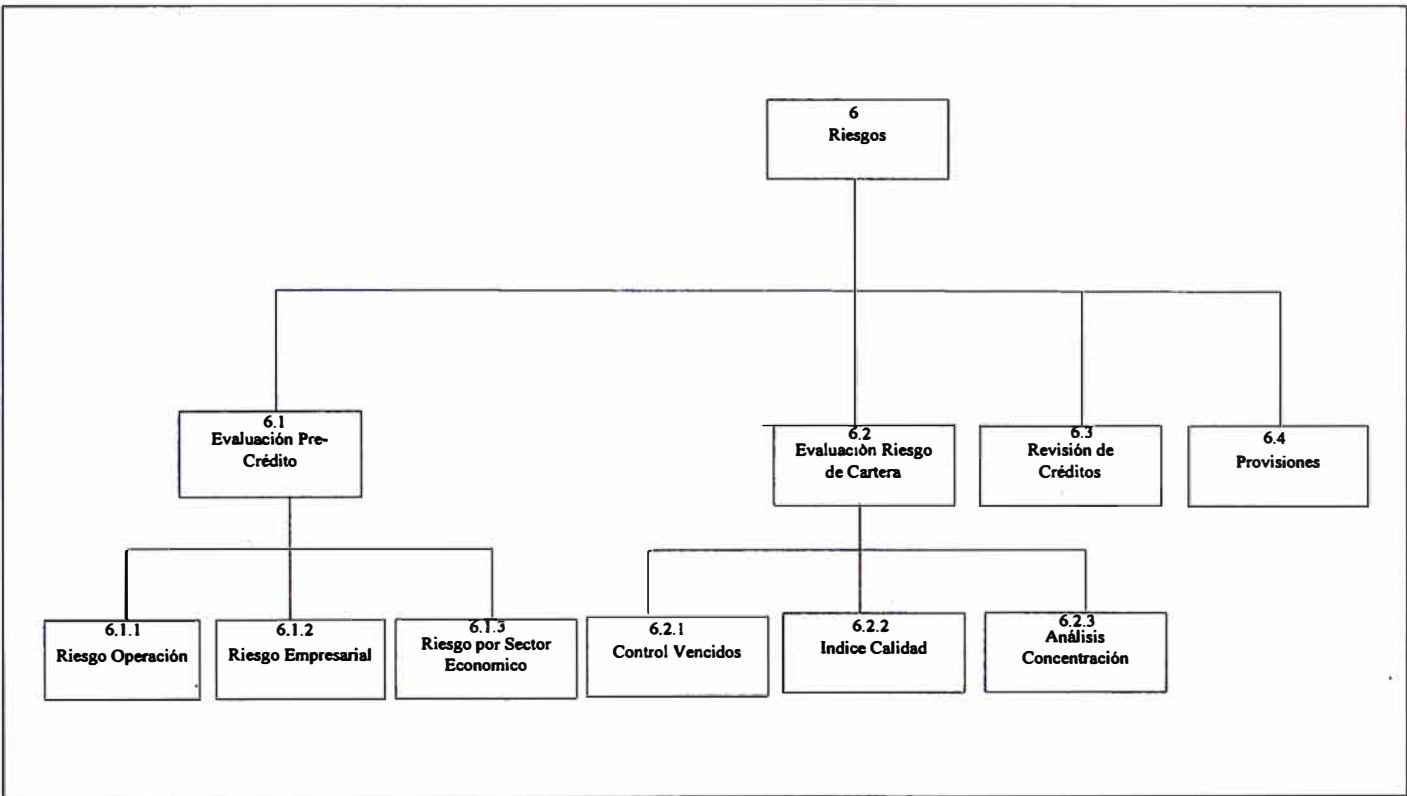 6
Riesgos
6.1
Evaluación Pre-
Crédito
6.2
Evaluación Riesgo
de Cartera
6.3
Revisión de
Créditos
6.4
Provisiones
6.1.1
Riesgo Operación
6.1.2
Riesgo Empresarial
6.1.3
Riesgo por Sector
Economico
6.2.1
Control Vencidos
6.2.2
Indice Calidad
6.2.3
Análisis
Concentración